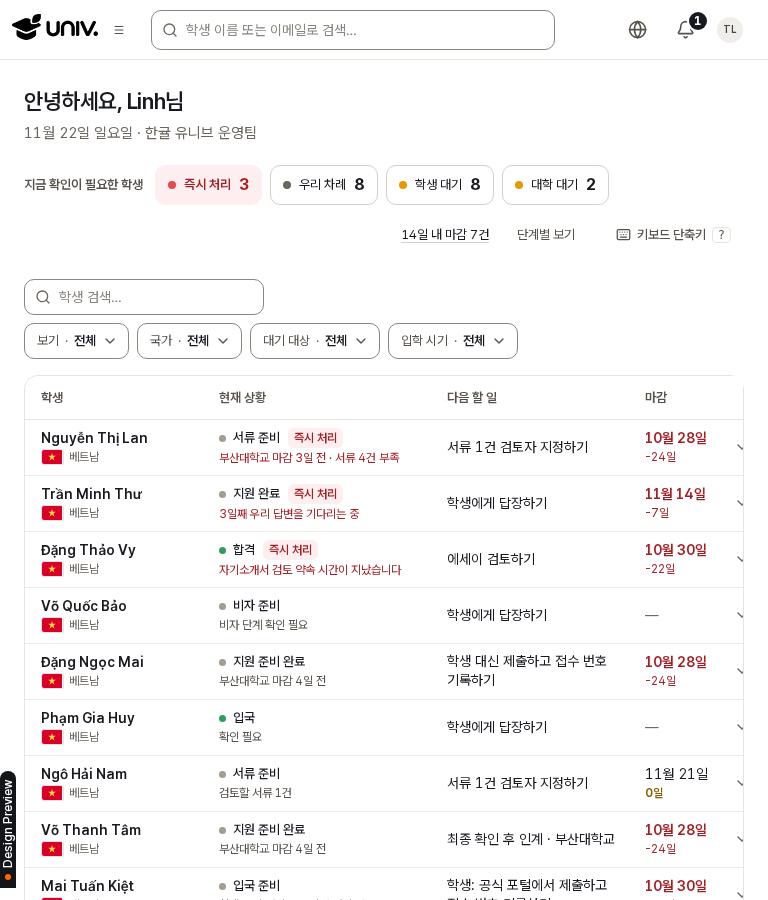 UNIV.
학생 이름 또는 이메일로 검색...
1
TL
안녕하세요, Linh님
11월 22일 일요일 · 한귤 유니브 운영팀
지금 확인이 필요한 학생
즉시 처리 3
우리 차례 8
학생 대기 8
대학 대기 2
14일 내 마감 7건
단계별 보기
키보드 단축키 ?
학생 검색...
보기 · 전체
국가 · 전체
대기 대상 · 전체
입학 시기 · 전체
학생 현재 상황 다음 할 일 마감
Nguyễn Thị Lan
베트남
서류 준비 즉시 처리
부산대학교 마감 3일 전 · 서류 4건 부족
서류 1건 검토자 지정하기
10월 28일
-24일
Trần Minh Thư
베트남
지원 완료 즉시 처리
3일째 우리 답변을 기다리는 중
학생에게 답장하기
11월 14일
-7일
Đặng Thảo Vy
베트남
합격 즉시 처리
자기소개서 검토 약속 시간이 지났습니다
에세이 검토하기
10월 30일
-22일
Võ Quốc Bảo
베트남
비자 준비
비자 단계 확인 필요
학생에게 답장하기
—
Đặng Ngọc Mai
베트남
지원 준비 완료
부산대학교 마감 4일 전
학생 대신 제출하고 접수 번호
기록하기
10월 28일
-24일
Phạm Gia Huy
베트남
입국
확인 필요
학생에게 답장하기
—
Ngô Hải Nam
베트남
서류 준비
검토할 서류 1건
서류 1건 검토자 지정하기
11월 21일
0일
Võ Thanh Tâm
베트남
지원 준비 완료
부산대학교 마감 4일 전
최종 확인 후 인계 · 부산대학교
10월 28일
-24일
Mai Tuấn Kiệt
입국 준비
학생: 공식 포털에서 제출하고
10월 30일
Design Preview